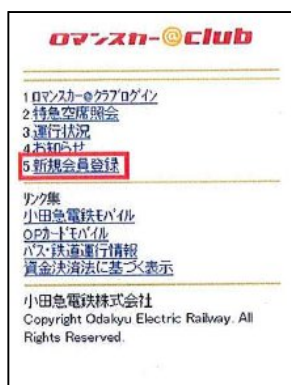 ロマンスカー@club
1 ロマンスカー@クラブログイン
2 特急空席照会
3 運行状況
4 お知らせ
5 新規会員登録
リンク集
小田急電鉄モバイル
OPカードモバイル
バス・鉄道運行情報
資金決済法に基づく表示
小田急電鉄株式会社
Copyright Odakyu Electric Railway. All
Rights Reserved.